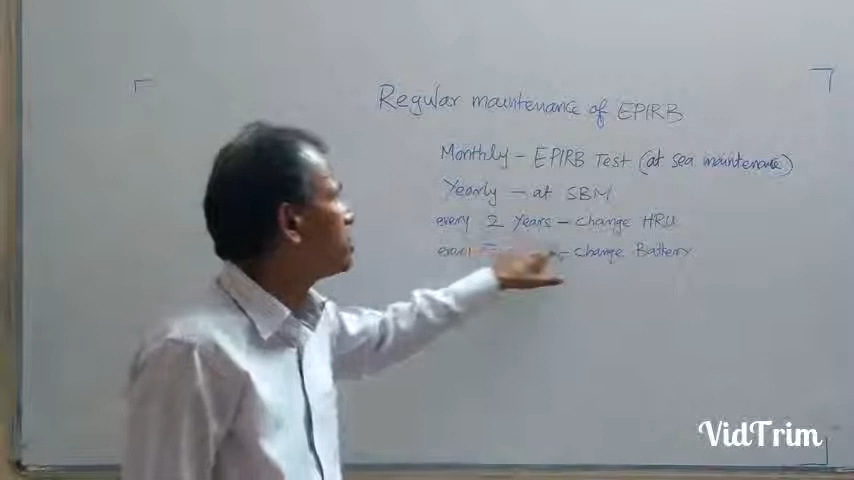 Regular maintenance of EPIRB
Monthly - EPIRB Test (at sea maintenance)
Yearly - at SBM
every 2 years - change HRU
every - change Battery
VidTrim